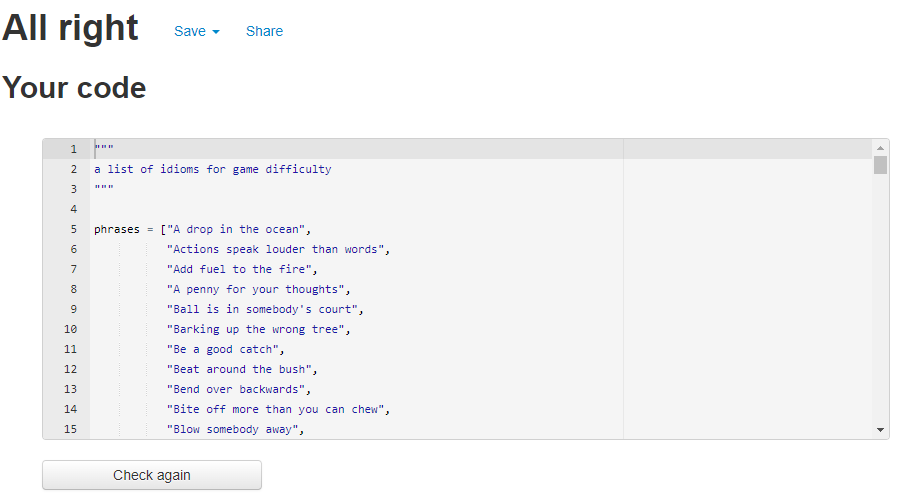 All right Save Share
Your code
1 """
2 a list of idioms for game difficulty
3 """
4
5 phrases = ["A drop in the ocean",
6 "Actions speak louder than words",
7 "Add fuel to the fire",
8 "A penny for your thoughts",
9 "Ball is in somebody's court",
10 "Barking up the wrong tree",
11 "Be a good catch",
12 "Beat around the bush",
13 "Bend over backwards",
14 "Bite off more than you can chew",
15 "Blow somebody away",
Check again